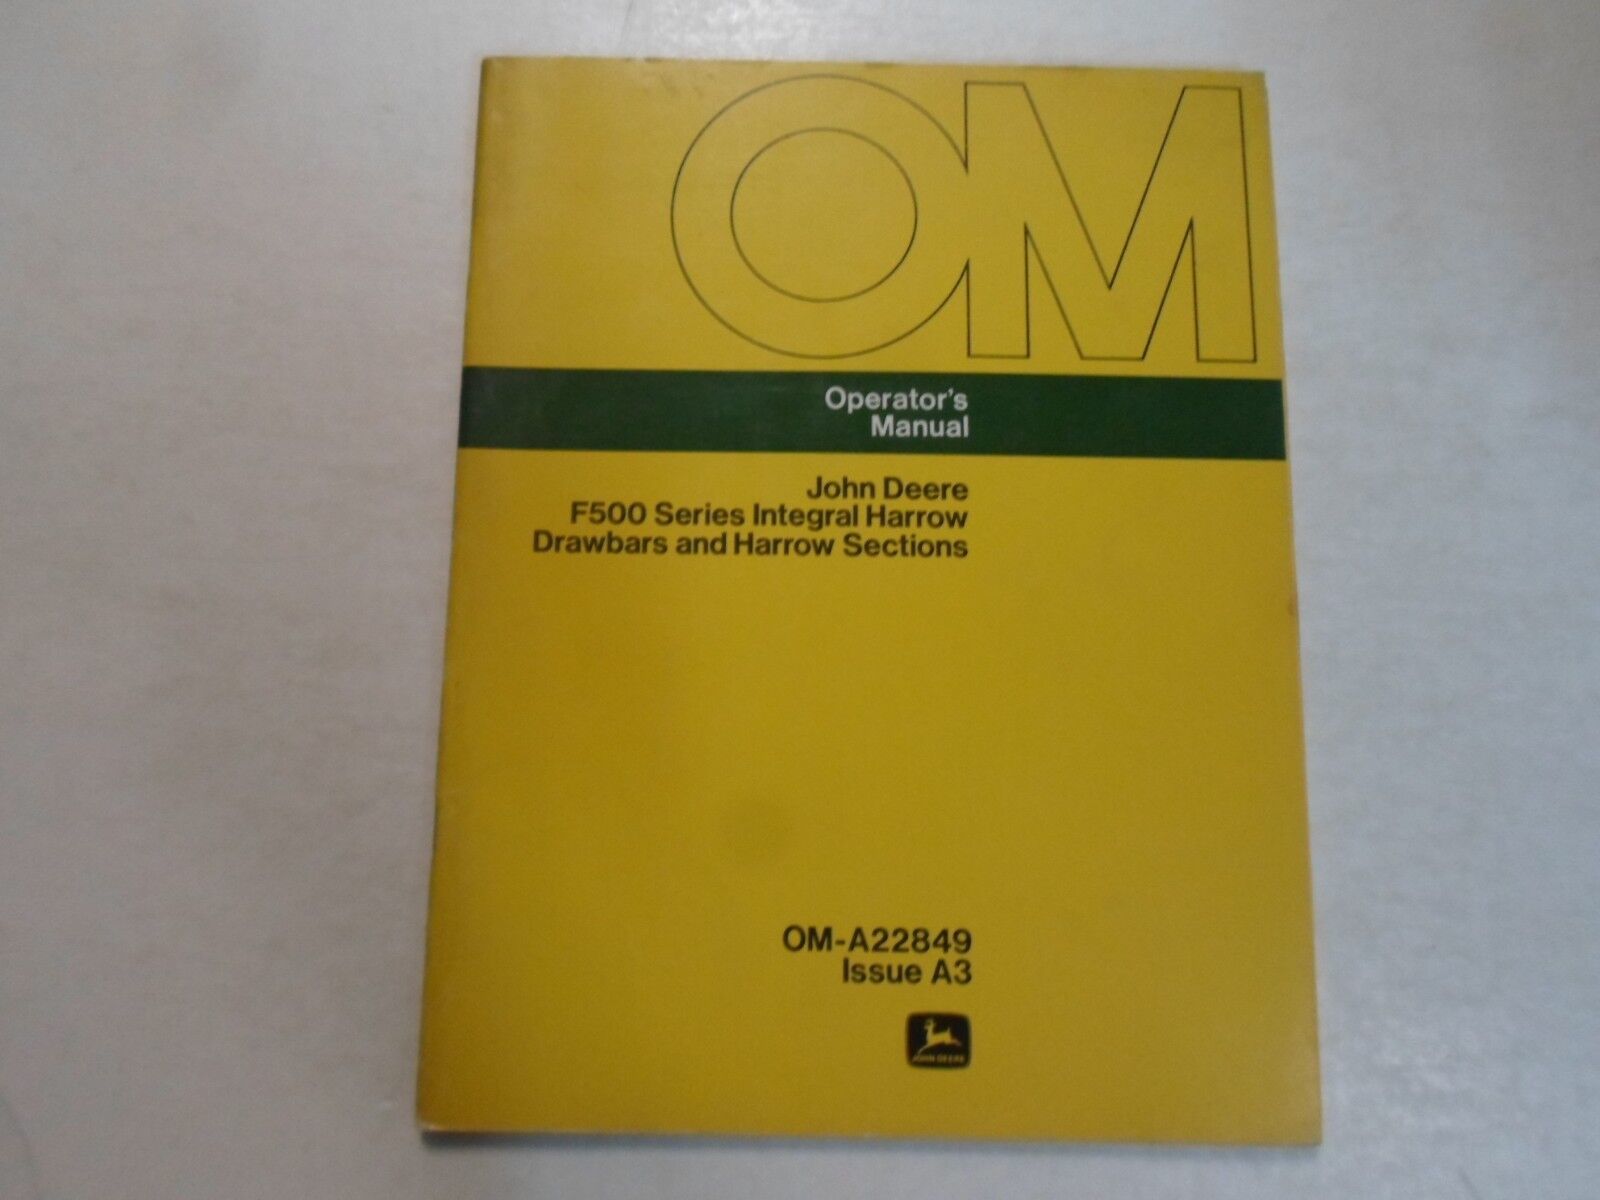 OM
Operator's
Manual
John Deere
F500 Series Integral Harrow
Drawbars and Harrow Sections
OM-A22849
Issue A3
JOHN DEERE